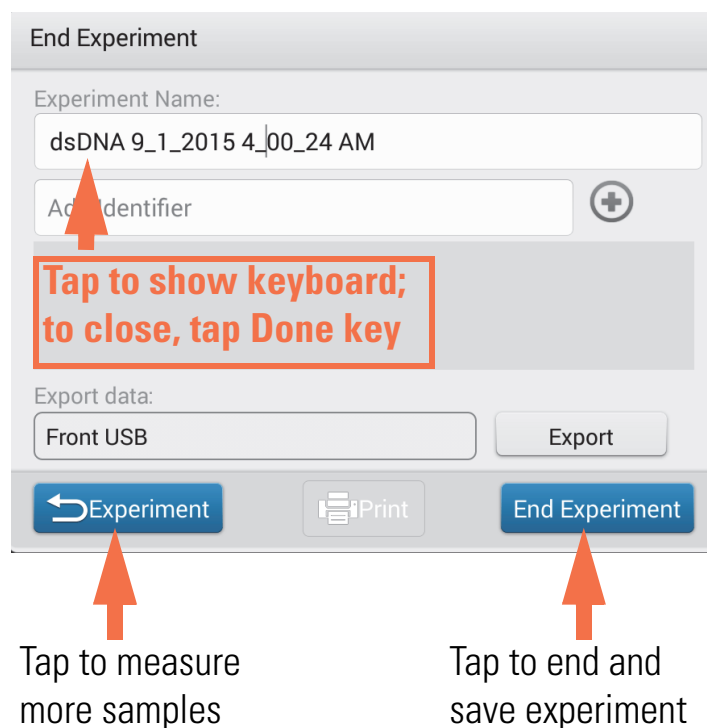 End Experiment
Experiment Name:
dsDNA 9_1_2015 4_00_24 AM
Identifier
Tap to show keyboard;
to close, tap Done key
Export data:
Front USB
Export
Experiment
Print
End Experiment
Tap to measure
more samples
Tap to end and
save experiment